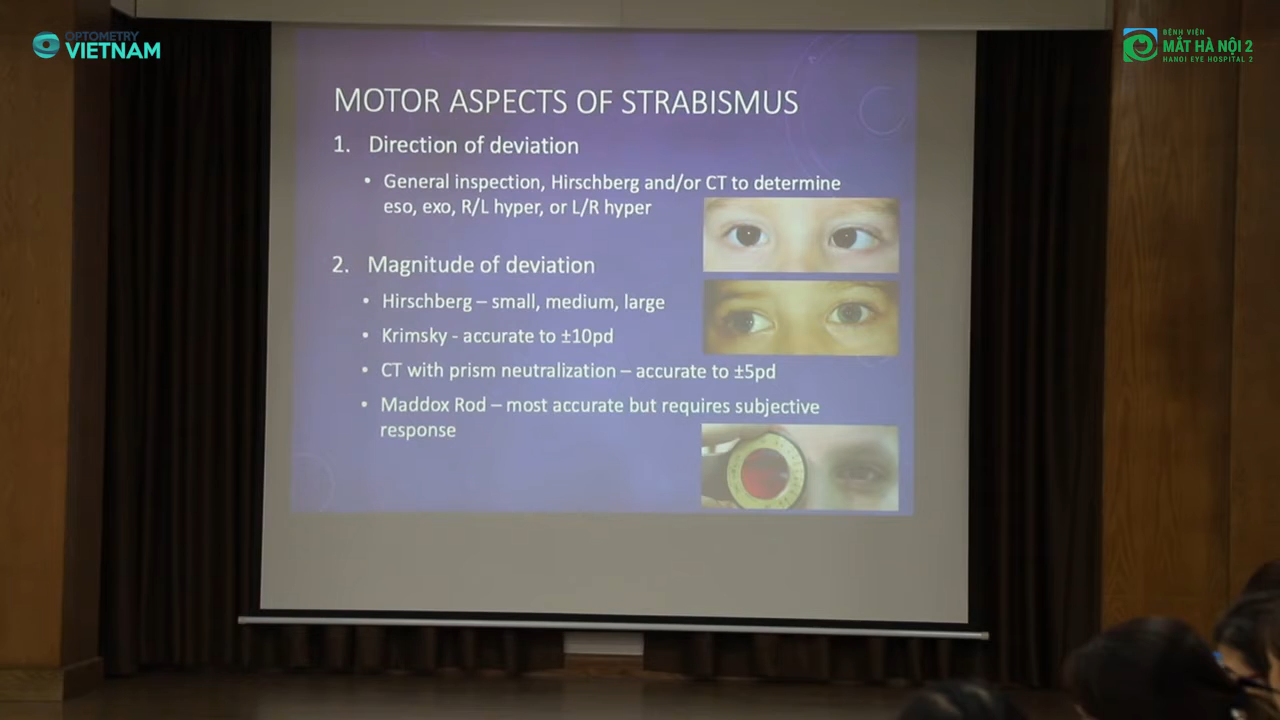 OPTOMETRY
VIETNAM
BỆNH VIỆN
MẮT HÀ NỘI 2
HANOI EYE HOSPITAL 2
MOTOR ASPECTS OF STRABISMUS
1. Direction of deviation
• General inspection, Hirschberg and/or CT to determine
eso, exo, R/L hyper, or L/R hyper
2. Magnitude of deviation
• Hirschberg – small, medium, large
• Krimsky - accurate to ±10pd
• CT with prism neutralization – accurate to ±5pd
• Maddox Rod – most accurate but requires subjective
response